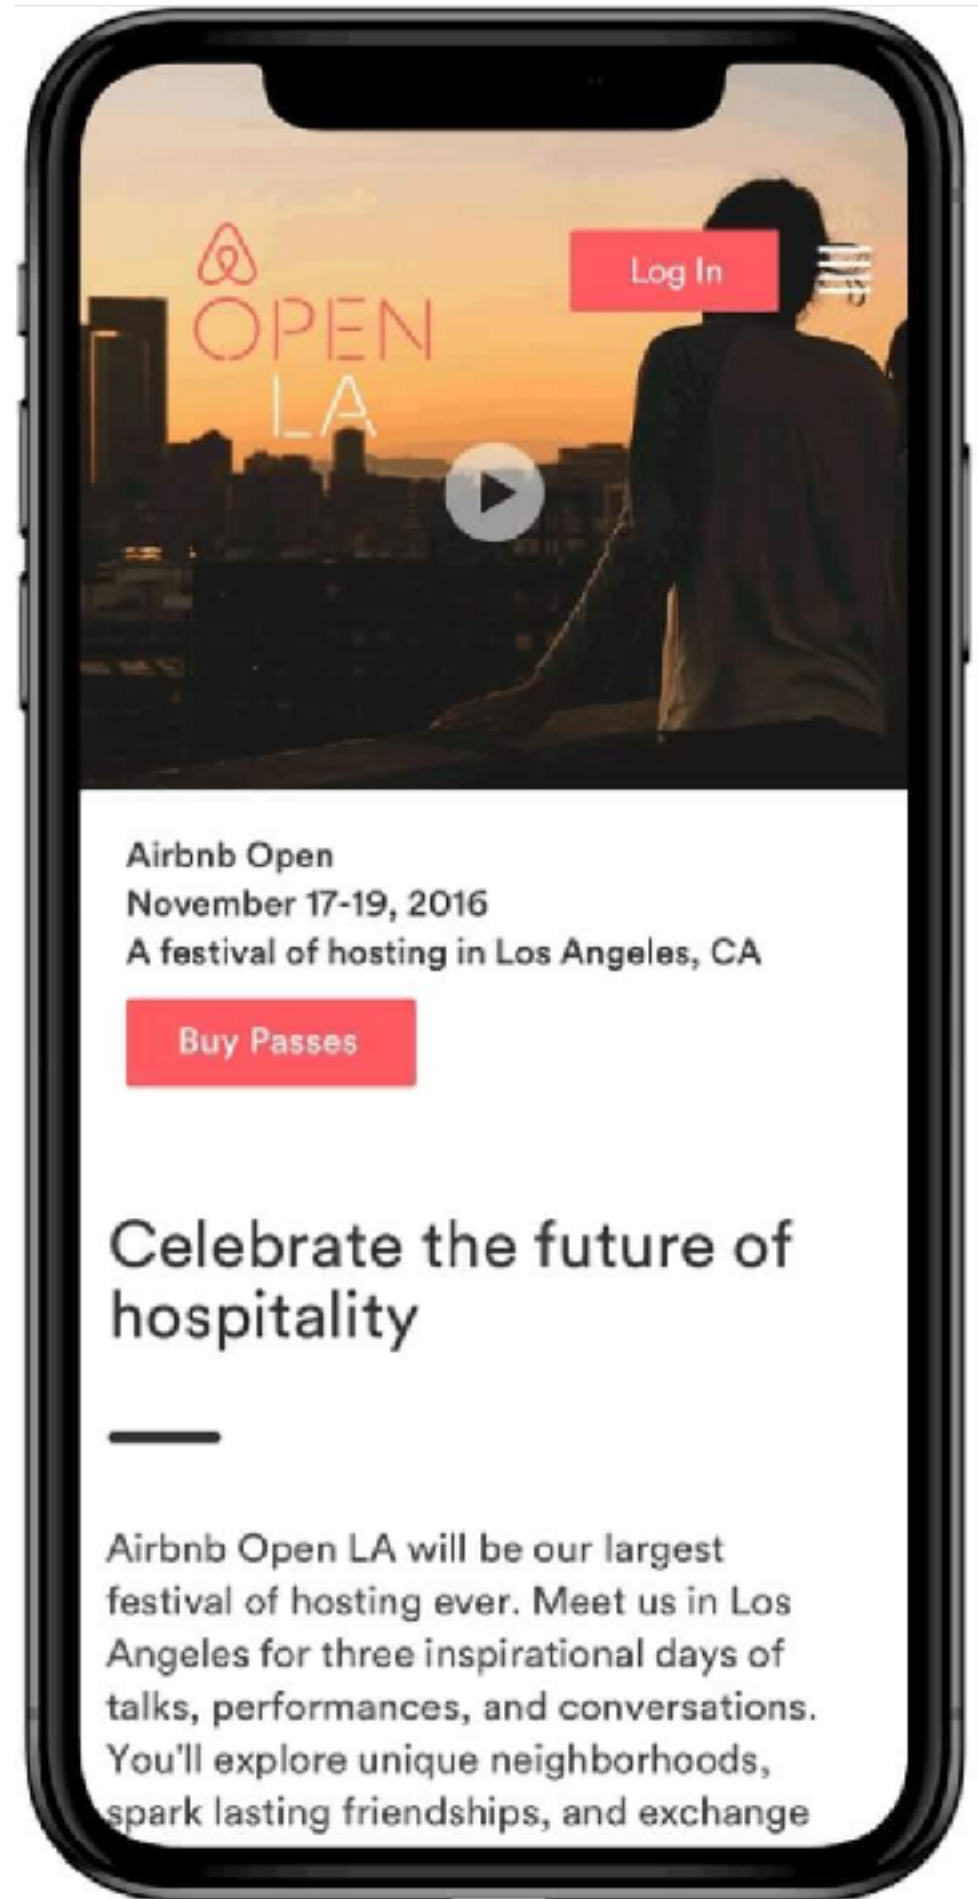 OPEN
LA
Log In
Airbnb Open
November 17-19, 2016
A festival of hosting in Los Angeles, CA
Buy Passes
Celebrate the future of
hospitality
Airbnb Open LA will be our largest
festival of hosting ever. Meet us in Los
Angeles for three inspirational days of
talks, performances, and conversations.
You'll explore unique neighborhoods,
spark lasting friendships, and exchange